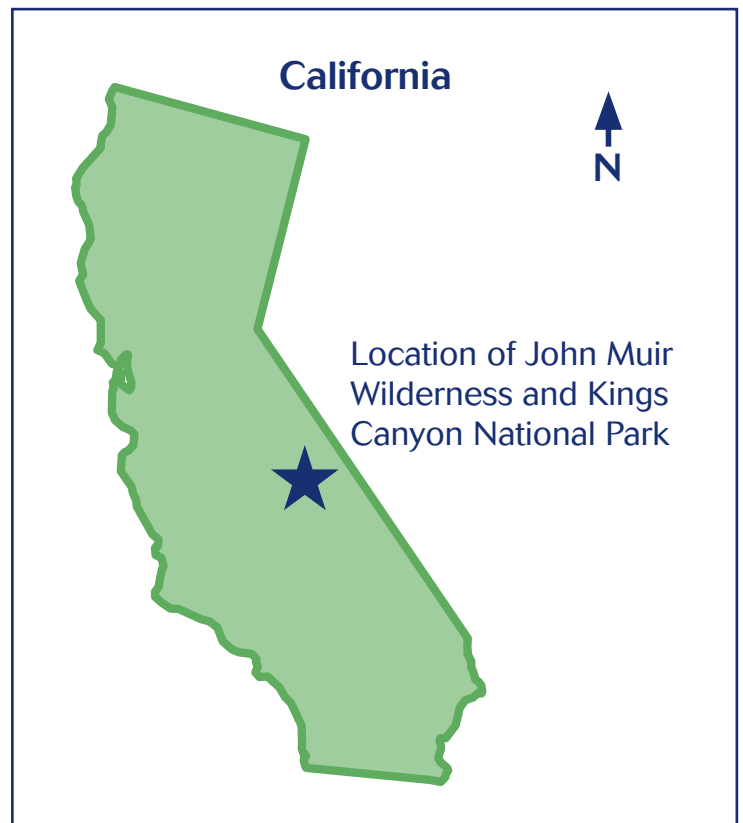 California
N
Location of John Muir
Wilderness and Kings
Canyon National Park